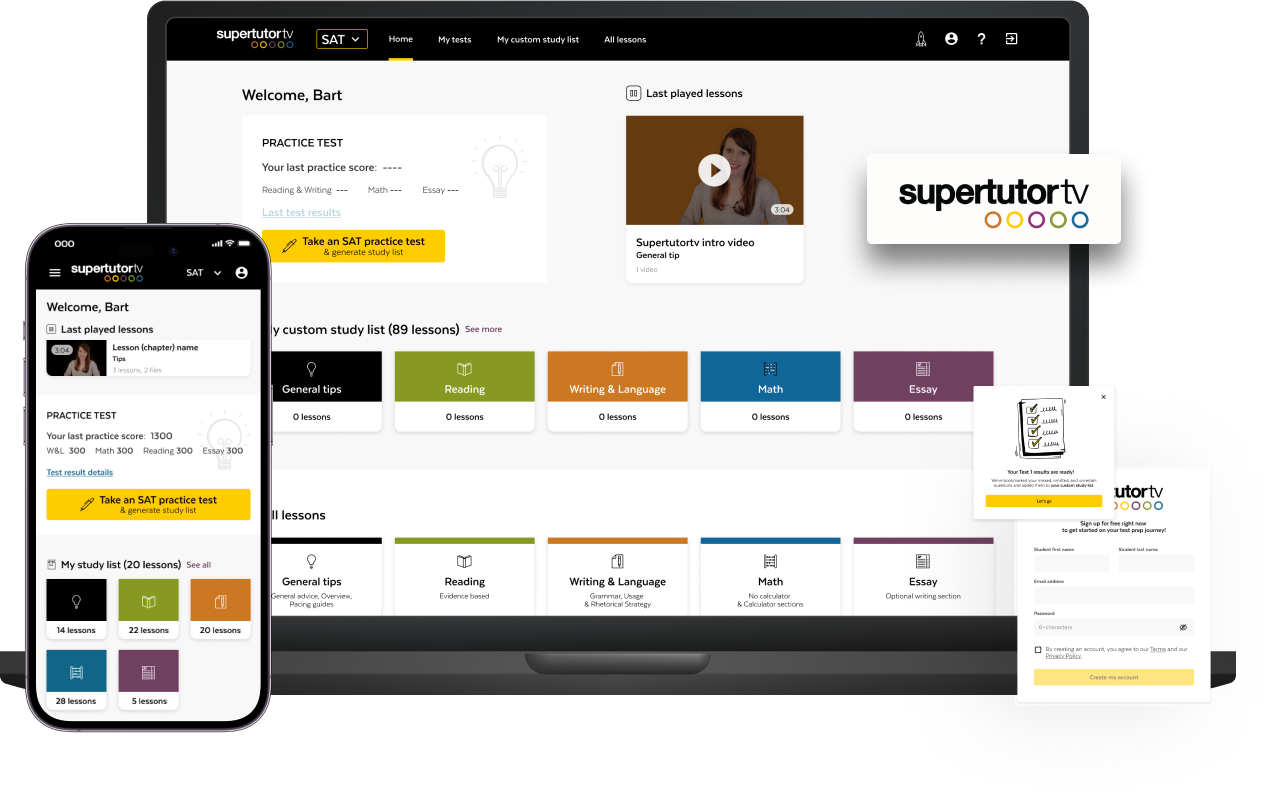 supertutortv
SAT
Home
My tests
My custom study list
All lessons
?
Welcome, Bart
PRACTICE TEST
Your last practice score: ----
Reading & Writing ---
Math ---
Essay ---
Last test results
Take an SAT practice test
& generate study list
Last played lessons
3:04
Supertutortv intro video
General tip
1 video
supertutortv
y custom study list (89 lessons) See more
General tips
0 lessons
Reading
0 lessons
Writing & Language
0 lessons
Math
0 lessons
Essay
0 lessons
ll lessons
General tips
General advice, Overview,
Pacing guides
Reading
Evidence based
Writing & Language
Grammar, Usage
& Rhetorical Strategy
Math
No calculator
& Calculator sections
Essay
Optional writing section
supertutortv
SAT
Welcome, Bart
Last played lessons
3:04
Lesson (chapter) name
Tips
3 lessons, 2 files
PRACTICE TEST
Your last practice score: 1300
W&L 300
Math 300
Reading 300
Essay 300
Test result details
Take an SAT practice test
& generate study list
My study list (20 lessons) See all
14 lessons
22 lessons
20 lessons
28 lessons
5 lessons
Your Test 1 results are ready!
We've bookmarked your missed, omitted, and uncertain
questions and added them to your custom study list.
Let's go
utortv
Sign up for free right now
to get started on your test prep journey!
Student first name
Student last name
Email address
Password
6+characters
By creating an account, you agree to our Terms and our
Privacy Policy.
Create my account